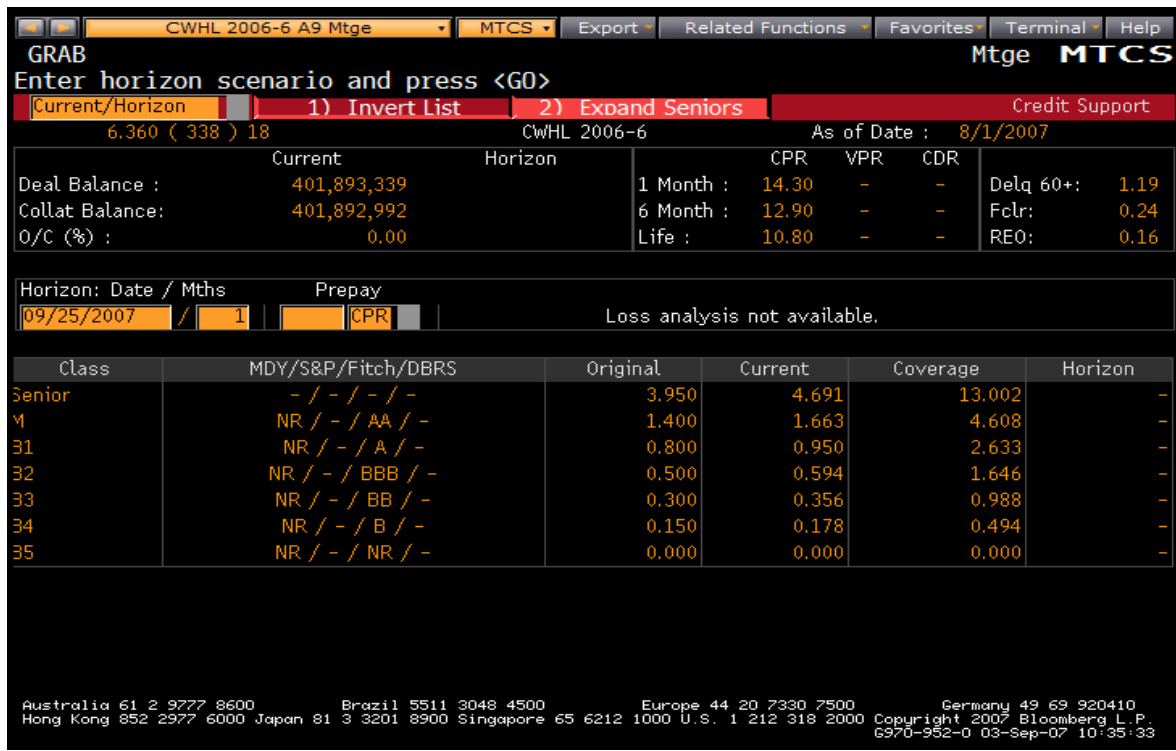 CWHL 2006-6 A9 Mtge MTCS Export Related Functions Favorites Terminal Help
GRAB Mtge MTCS
Enter horizon scenario and press <GO>
Current/Horizon 1) Invert List 2) Expand Seniors Credit Support
6.360 ( 338 ) 18 CWHL 2006-6 As of Date : 8/1/2007
Current Horizon CPR VPR CDR
Deal Balance : 401,893,339 1 Month : 14.30 - - Delq 60+: 1.19
Collat Balance: 401,892,992 6 Month : 12.90 - - Fclr: 0.24
O/C (%) : 0.00 Life : 10.80 - - REO: 0.16
Horizon: Date / Mths Prepay
09/25/2007 / 1 CPR Loss analysis not available.
Class MDY/S&P/Fitch/DBRS Original Current Coverage Horizon
Senior - / - / - / - 3.950 4.691 13.002 -
M NR / - / AA / - 1.400 1.663 4.608 -
B1 NR / - / A / - 0.800 0.950 2.633 -
B2 NR / - / BBB / - 0.500 0.594 1.646 -
B3 NR / - / BB / - 0.300 0.356 0.988 -
B4 NR / - / B / - 0.150 0.178 0.494 -
B5 NR / - / NR / - 0.000 0.000 0.000 -
Australia 61 2 9777 8600 Brazil 5511 3048 4500 Europe 44 20 7330 7500 Germany 49 69 920410
Hong Kong 852 2977 6000 Japan 81 3 3201 8900 Singapore 65 6212 1000 U.S. 1 212 318 2000 Copyright 2007 Bloomberg L.P.
G970-952-0 03-Sep-07 10:35:33